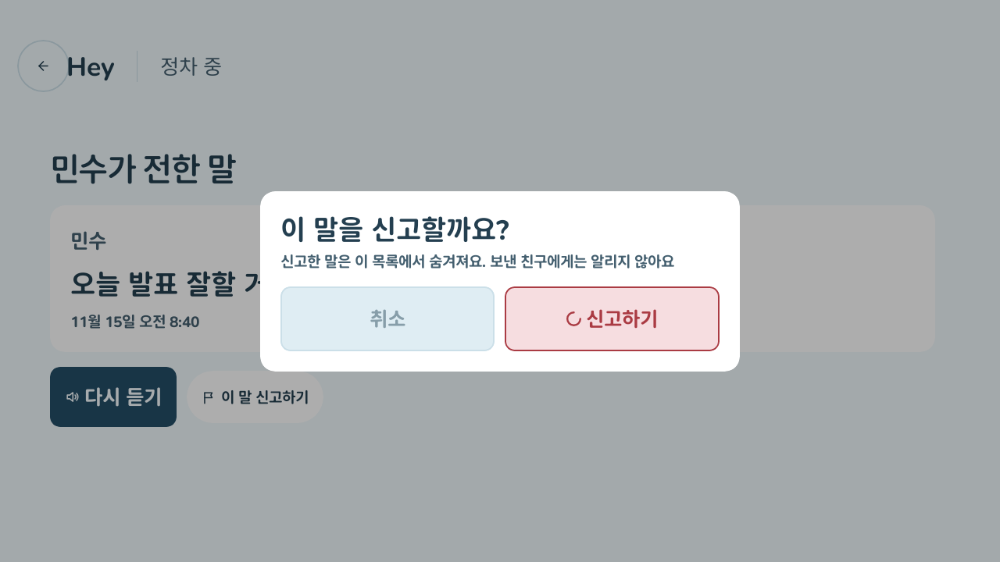 Hey
정차 중
민수가 전한 말
민수
오늘 발표 잘할
11월 15일 오전 8:40
다시 듣기
이 말 신고하기
이 말을 신고할까요?
신고한 말은 이 목록에서 숨겨져요. 보낸 친구에게는 알리지 않아요
취소
신고하기